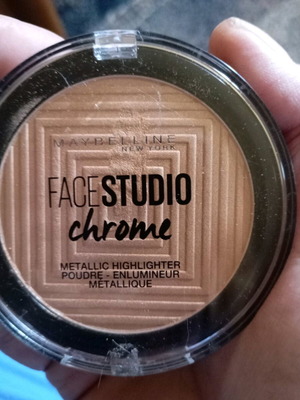 MAYBELLINE
NEW YORK
FACESTUDIO
chrome
METALLIC HIGHLIGHTER
POUDRE - ENLUMINEUR
MÉTALLIQUE